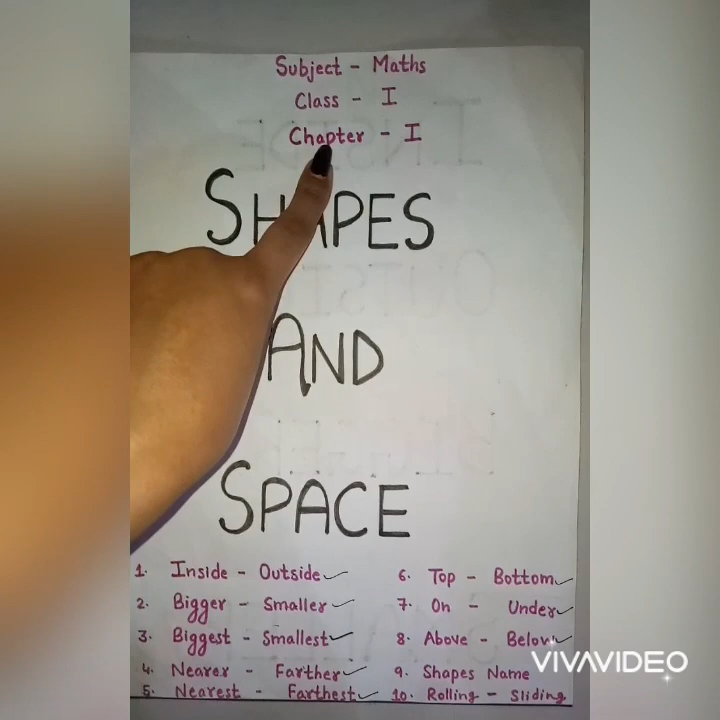 Subject - Maths
Class - I
Chapter - I
SHAPES
AND
SPACE
1. Inside - Outside ✓
2. Bigger - Smaller ✓
3. Biggest - Smallest ✓
4. Nearer - Farther ✓
5. Nearest - Farthest ✓
6. Top - Bottom ✓
7. On - Under ✓
8. Above - Below ✓
9. Shapes Name
10. Rolling - Sliding
VIVAVIDEO